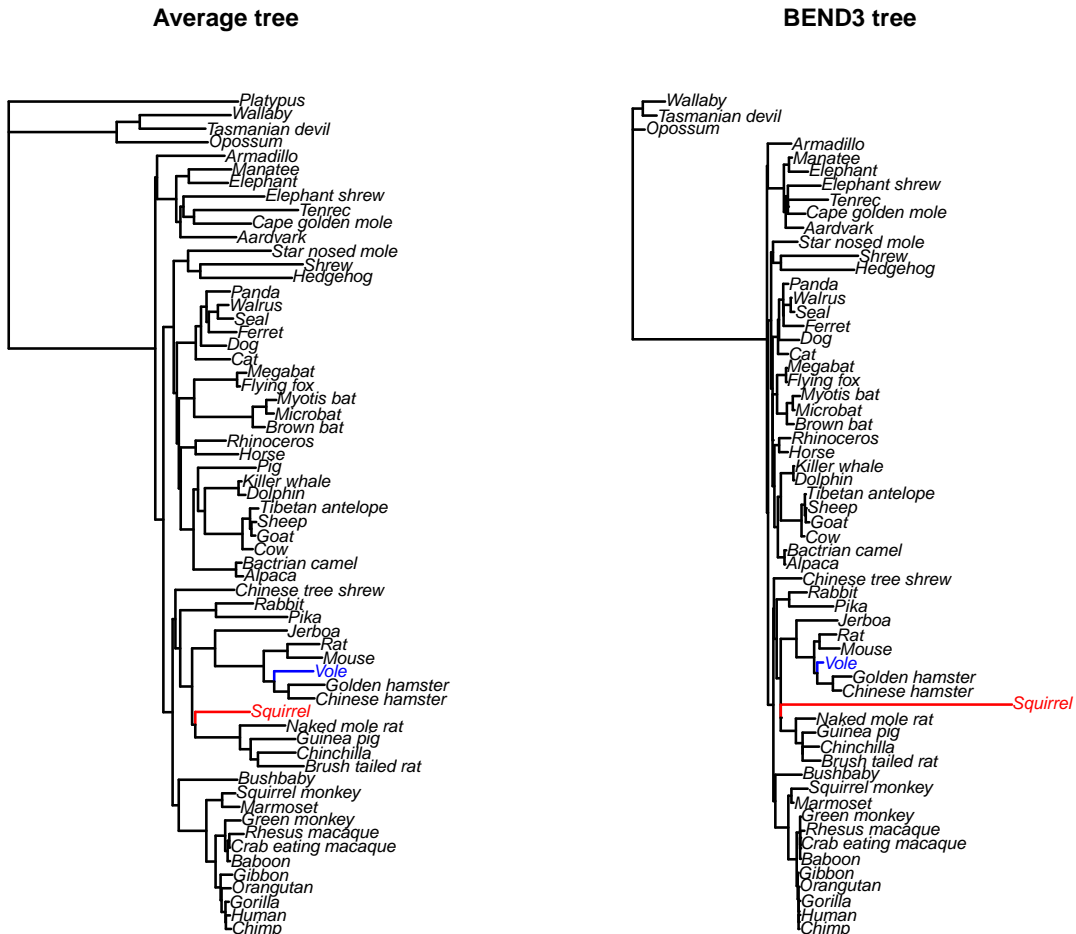 Average tree
Platypus
Wallaby
Tasmanian devil
Opossum
Armadillo
Manatee
Elephant
Elephant shrew
Tenrec
Cape golden mole
Aardvark
Star nosed mole
Shrew
Hedgehog
Panda
Walrus
Seal
Ferret
Dog
Cat
Megabat
Flying fox
Myotis bat
Microbat
Brown bat
Rhinoceros
Horse
Pig
Killer whale
Dolphin
Tibetan antelope
Sheep
Goat
Cow
Bactrian camel
Alpaca
Chinese tree shrew
Rabbit
Pika
Jerboa
Rat
Mouse
Vole
Golden hamster
Chinese hamster
Squirrel
Naked mole rat
Guinea pig
Chinchilla
Brush tailed rat
Bushbaby
Squirrel monkey
Marmoset
Green monkey
Rhesus macaque
Crab eating macaque
Baboon
Gibbon
Orangutan
Gorilla
Human
Chimp
BEND3 tree
Wallaby
Tasmanian devil
Opossum
Armadillo
Manatee
Elephant
Elephant shrew
Tenrec
Cape golden mole
Aardvark
Star nosed mole
Shrew
Hedgehog
Panda
Walrus
Seal
Ferret
Dog
Cat
Megabat
Flying fox
Myotis bat
Microbat
Brown bat
Rhinoceros
Horse
Killer whale
Dolphin
Tibetan antelope
Sheep
Goat
Cow
Bactrian camel
Alpaca
Chinese tree shrew
Rabbit
Pika
Jerboa
Rat
Mouse
Vole
Golden hamster
Chinese hamster
Squirrel
Naked mole rat
Guinea pig
Chinchilla
Brush tailed rat
Bushbaby
Squirrel monkey
Marmoset
Green monkey
Rhesus macaque
Crab eating macaque
Baboon
Gibbon
Orangutan
Gorilla
Human
Chimp